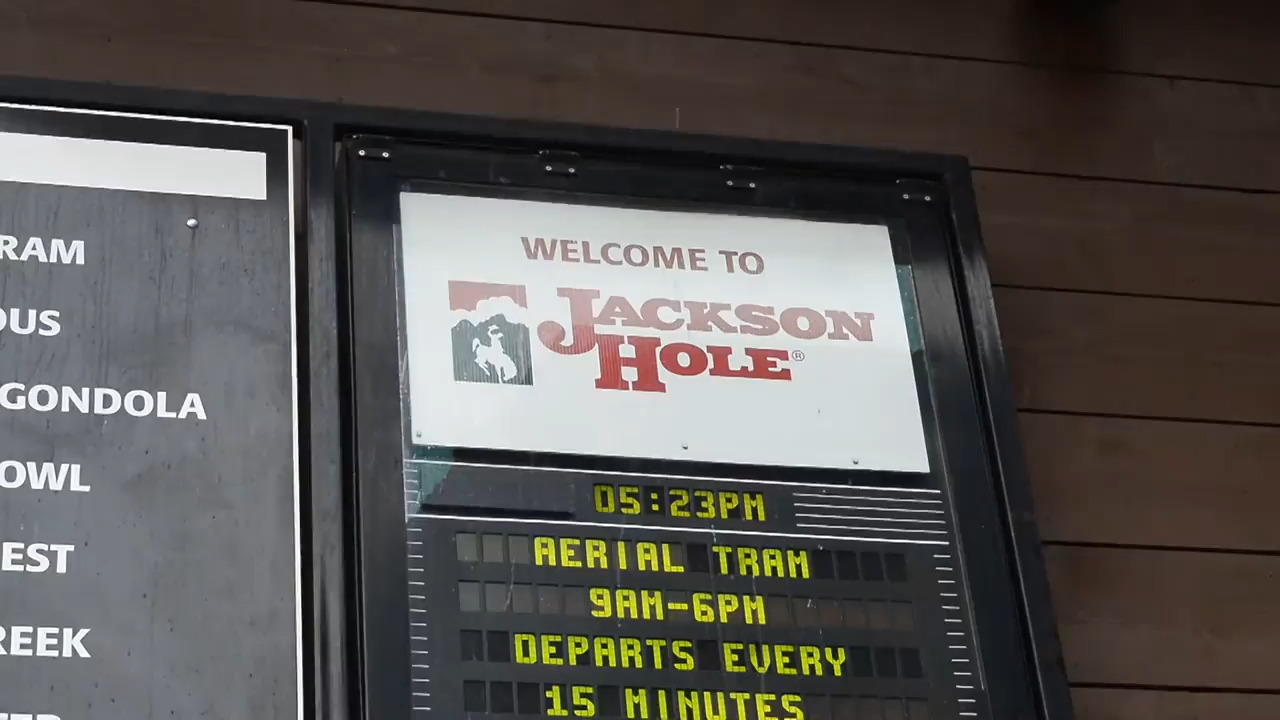 RAM
OUS
GONDOLA
OWL
EST
REEK
WELCOME TO
JACKSON
HOLE®
05:23PM
AERIAL TRAM
9AM-6PM
DEPARTS EVERY
15 MINUTES